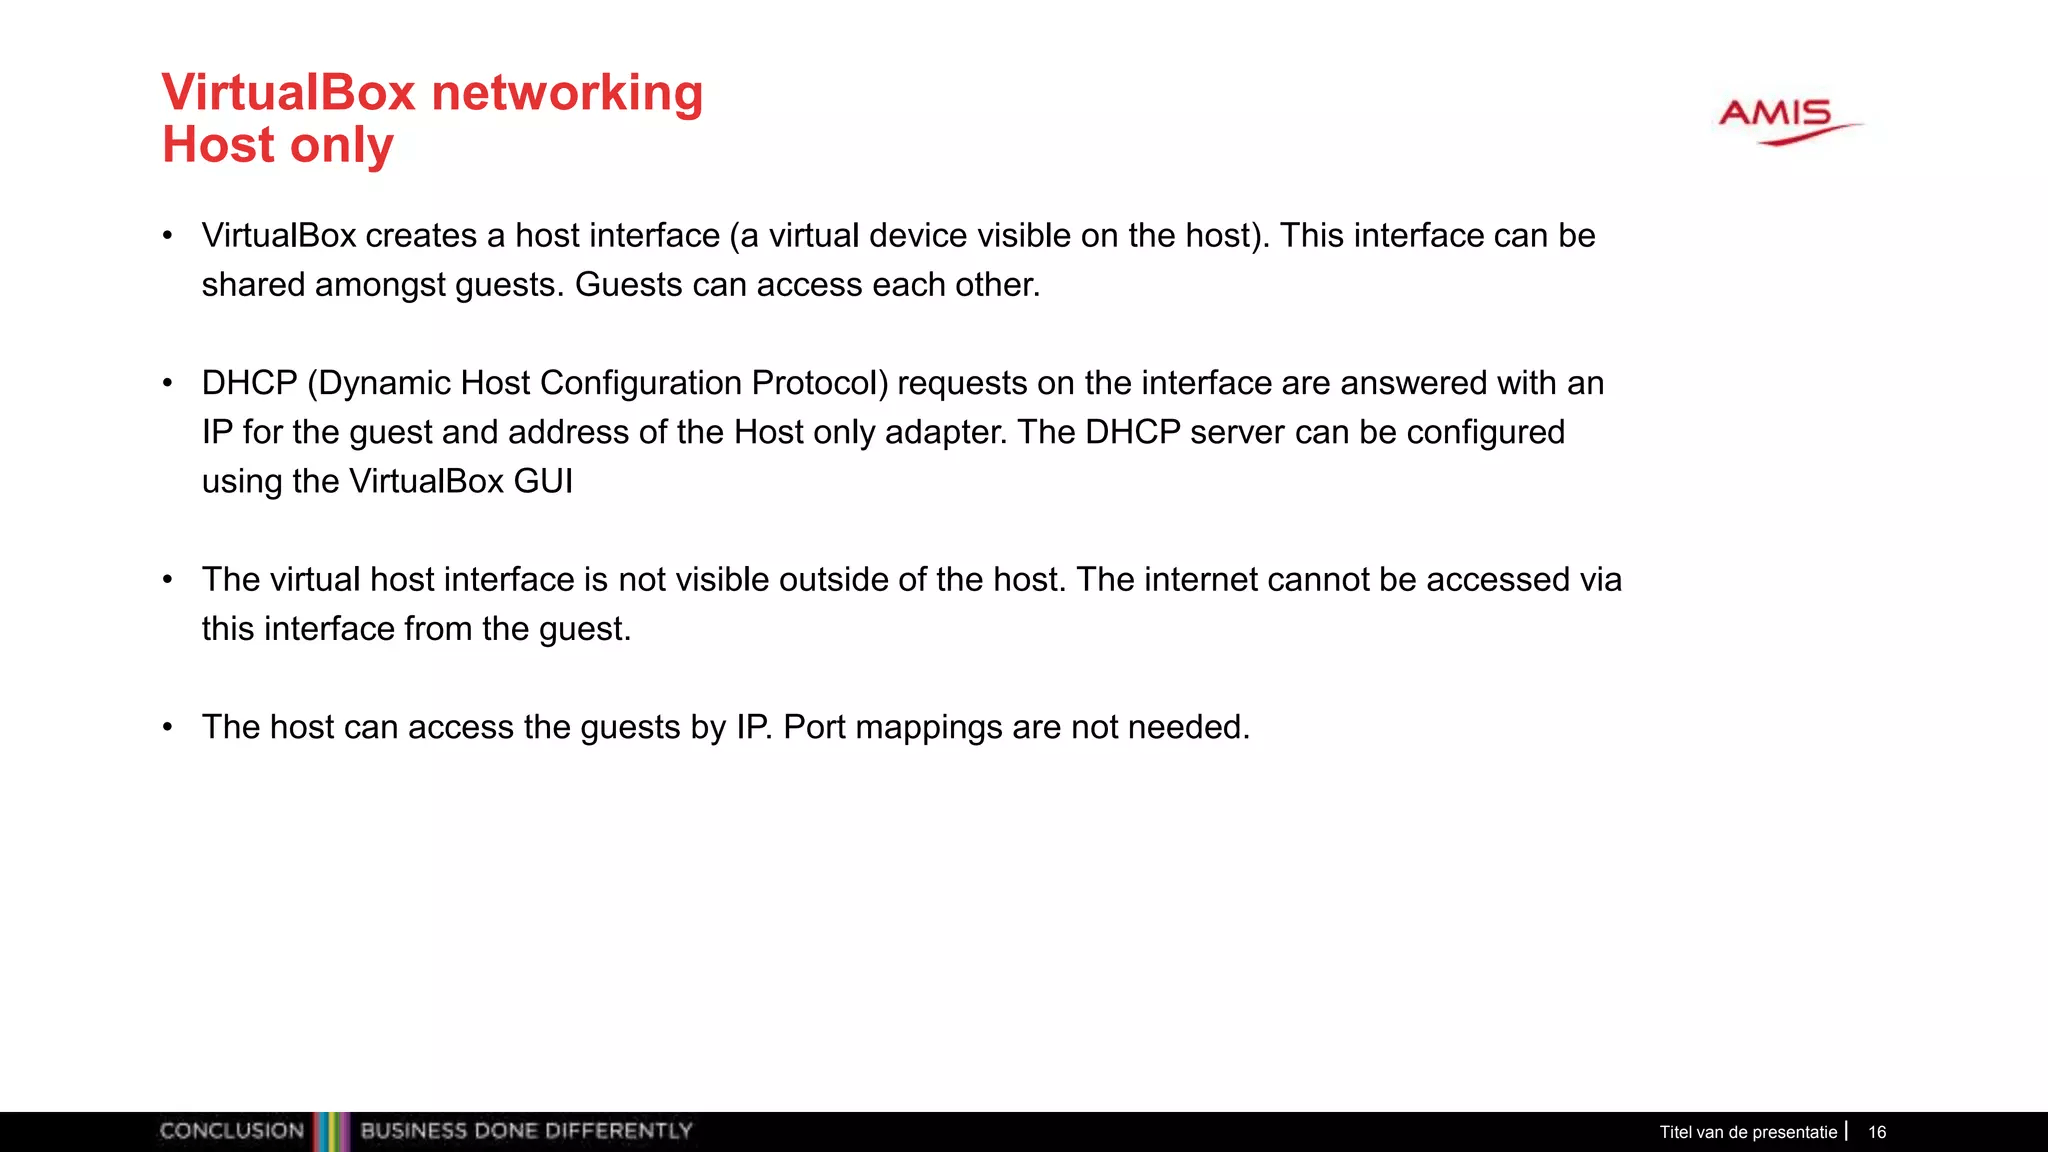 VirtualBox networking
Host only
AMIS
• VirtualBox creates a host interface (a virtual device visible on the host). This interface can be
shared amongst guests. Guests can access each other.
• DHCP (Dynamic Host Configuration Protocol) requests on the interface are answered with an
IP for the guest and address of the Host only adapter. The DHCP server can be configured
using the VirtualBox GUI
• The virtual host interface is not visible outside of the host. The internet cannot be accessed via
this interface from the guest.
• The host can access the guests by IP. Port mappings are not needed.
CONCLUSION BUSINESS DONE DIFFERENTLY
Titel van de presentatie | 16